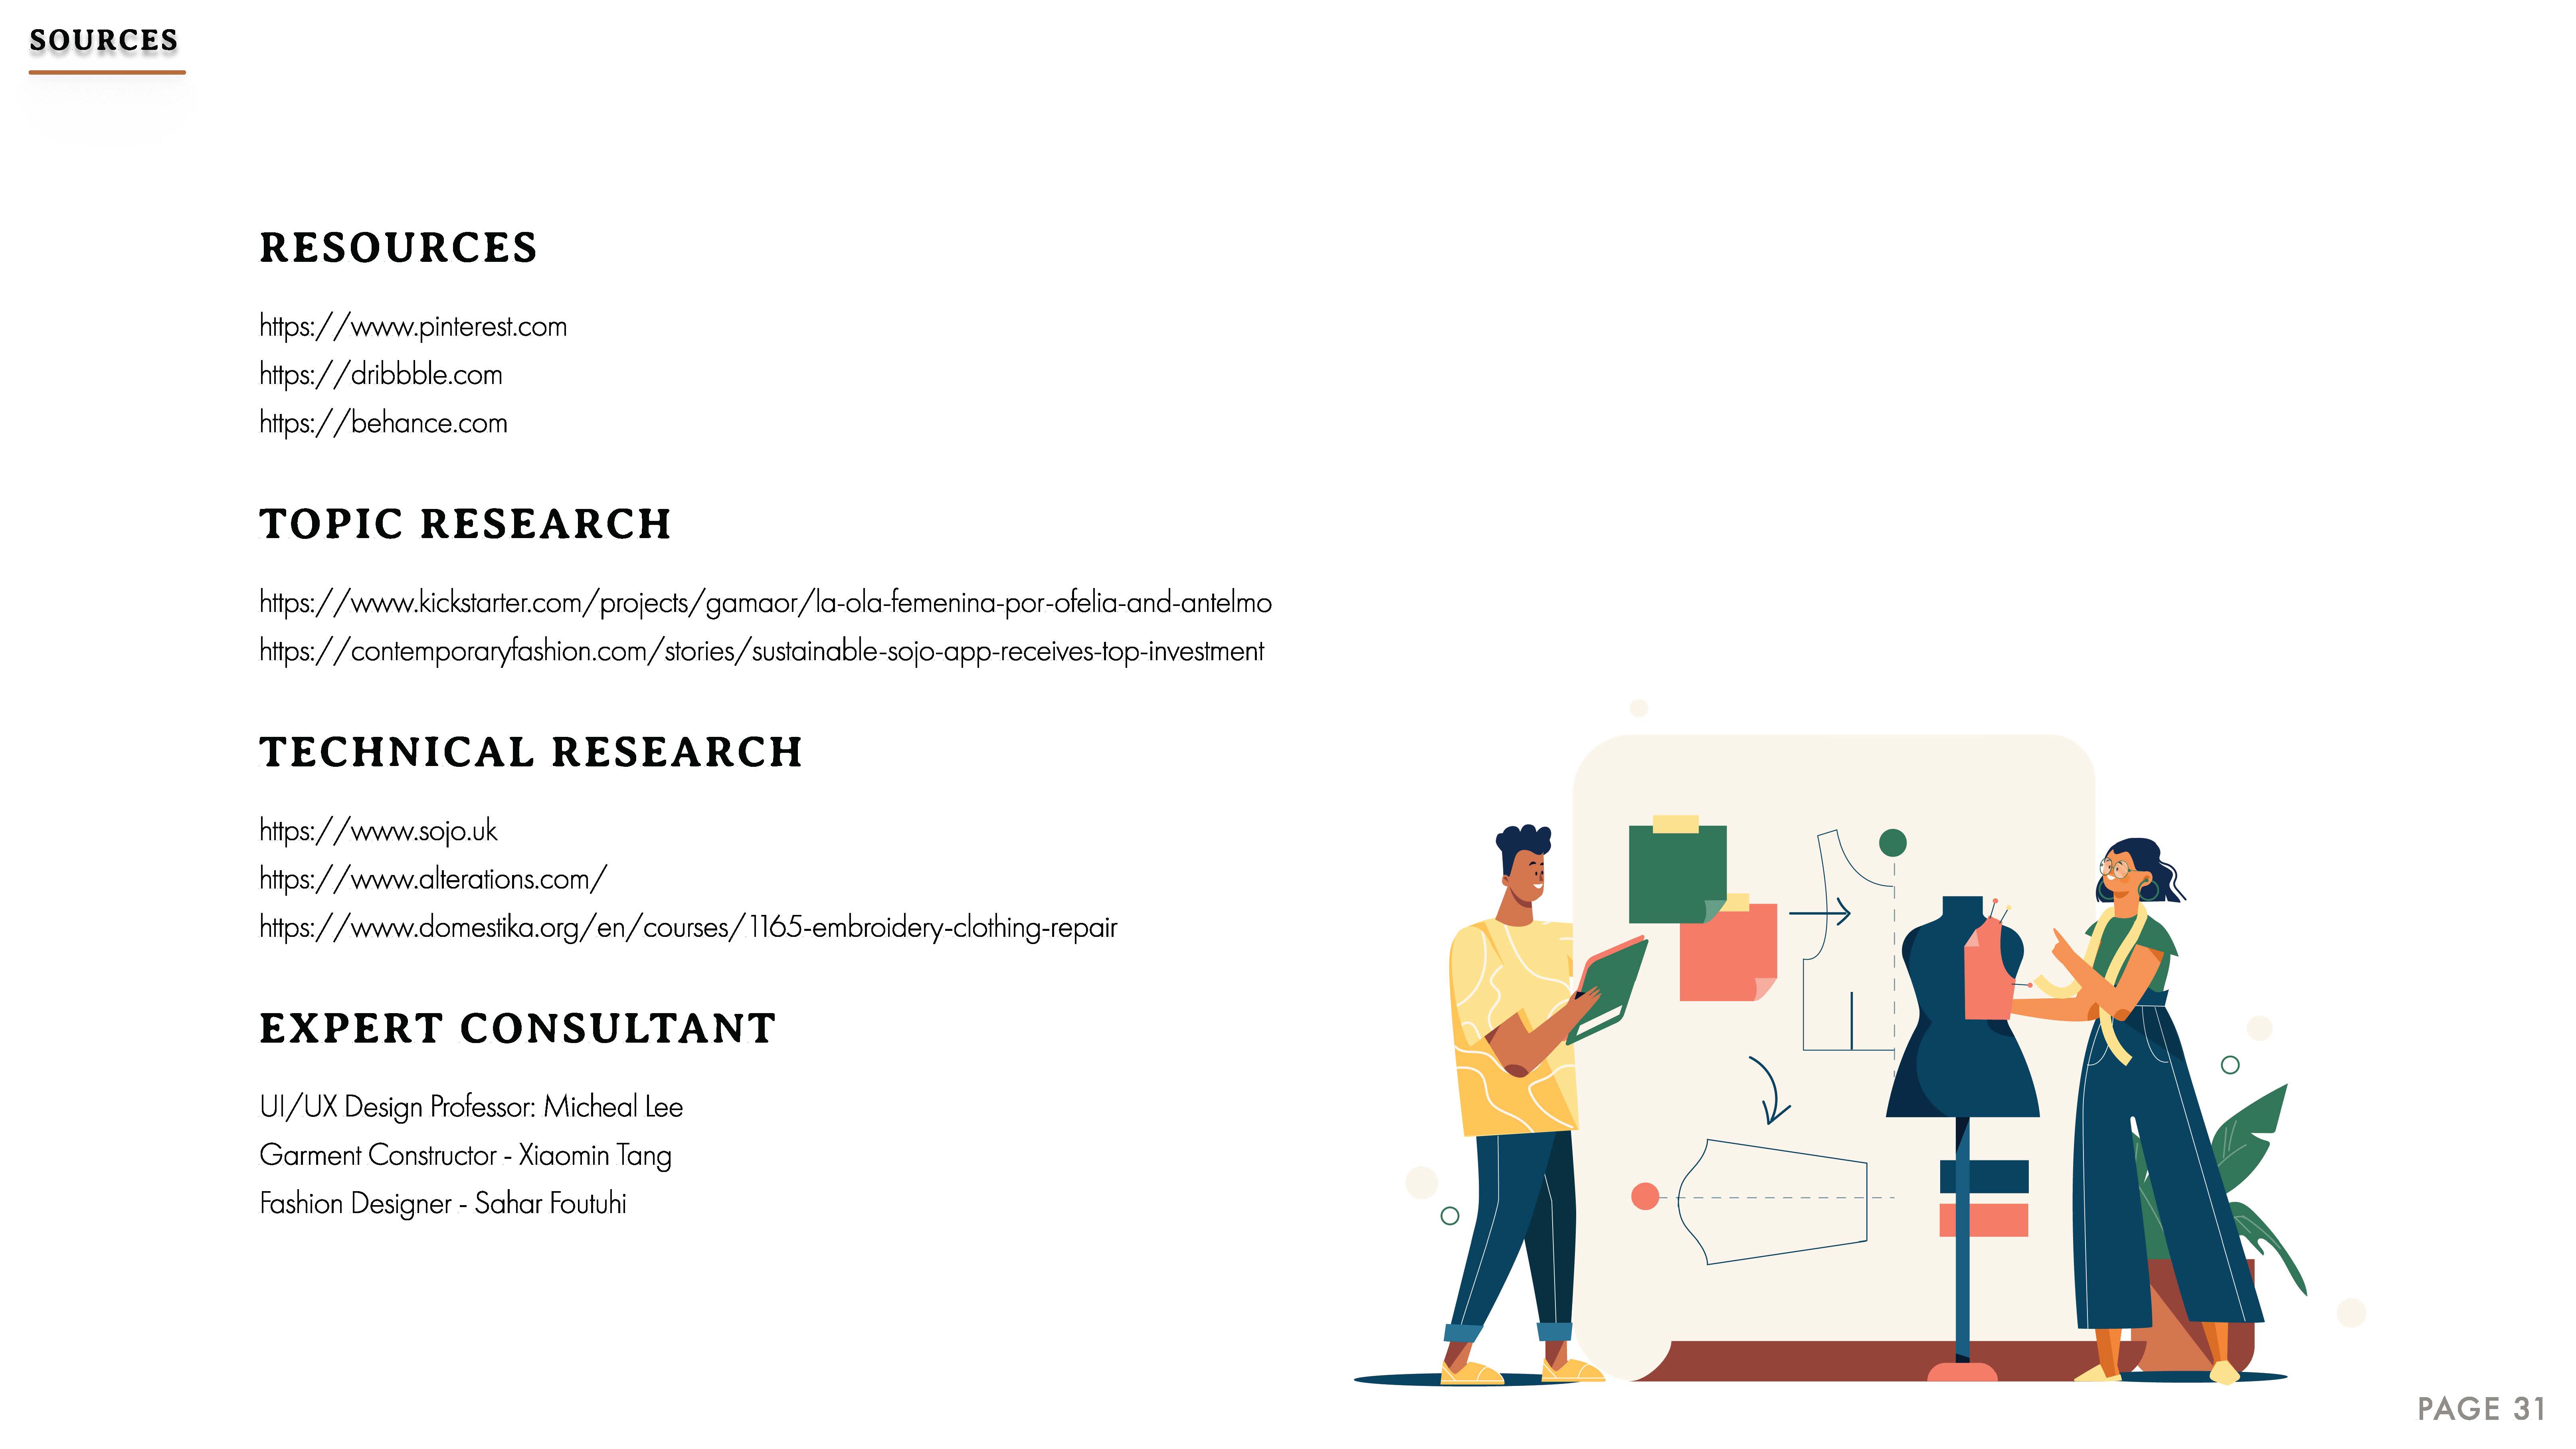 SOURCES
RESOURCES
https://www.pinterest.com
https://dribbble.com
https://behance.com
TOPIC RESEARCH
https://www.kickstarter.com/projects/gamaor/la-ola-femenina-por-ofelia-and-antelmo
https://contemporaryfashion.com/stories/sustainable-sojo-app-receives-top-investment
TECHNICAL RESEARCH
https://www.sojo.uk
https://www.alterations.com/
https://www.domestika.org/en/courses/1165-embroidery-clothing-repair
EXPERT CONSULTANT
UI/UX Design Professor: Micheal Lee
Garment Constructor - Xiaomin Tang
Fashion Designer - Sahar Foutuhi
PAGE 31